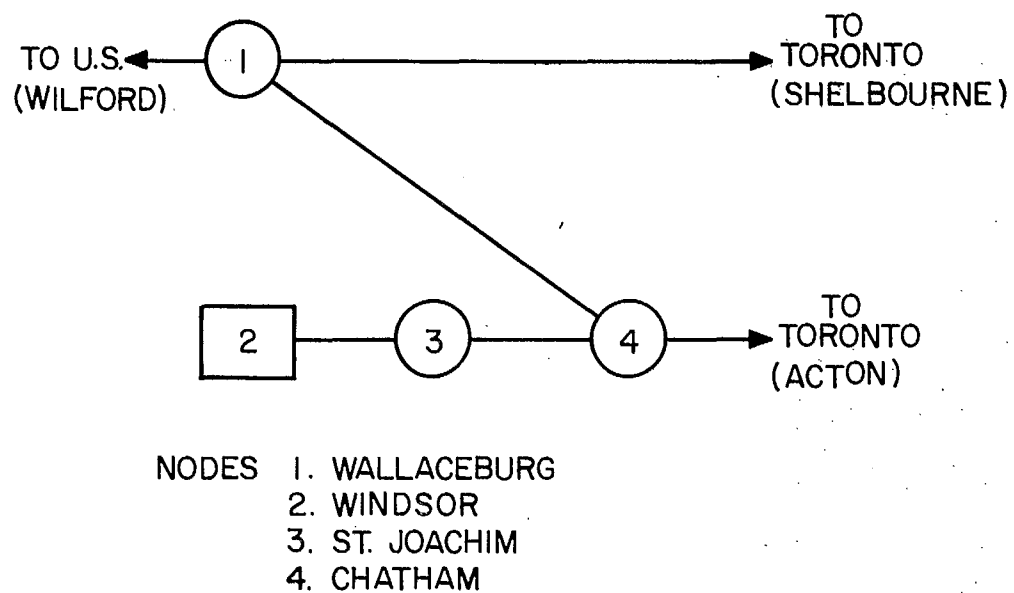 TO U.S.
(WILFORD)
1
TO
TORONTO
(SHELBOURNE)
2
3
4
TO
TORONTO
(ACTON)
NODES 1. WALLACEBURG
2. WINDSOR
3. ST. JOACHIM
4. CHATHAM